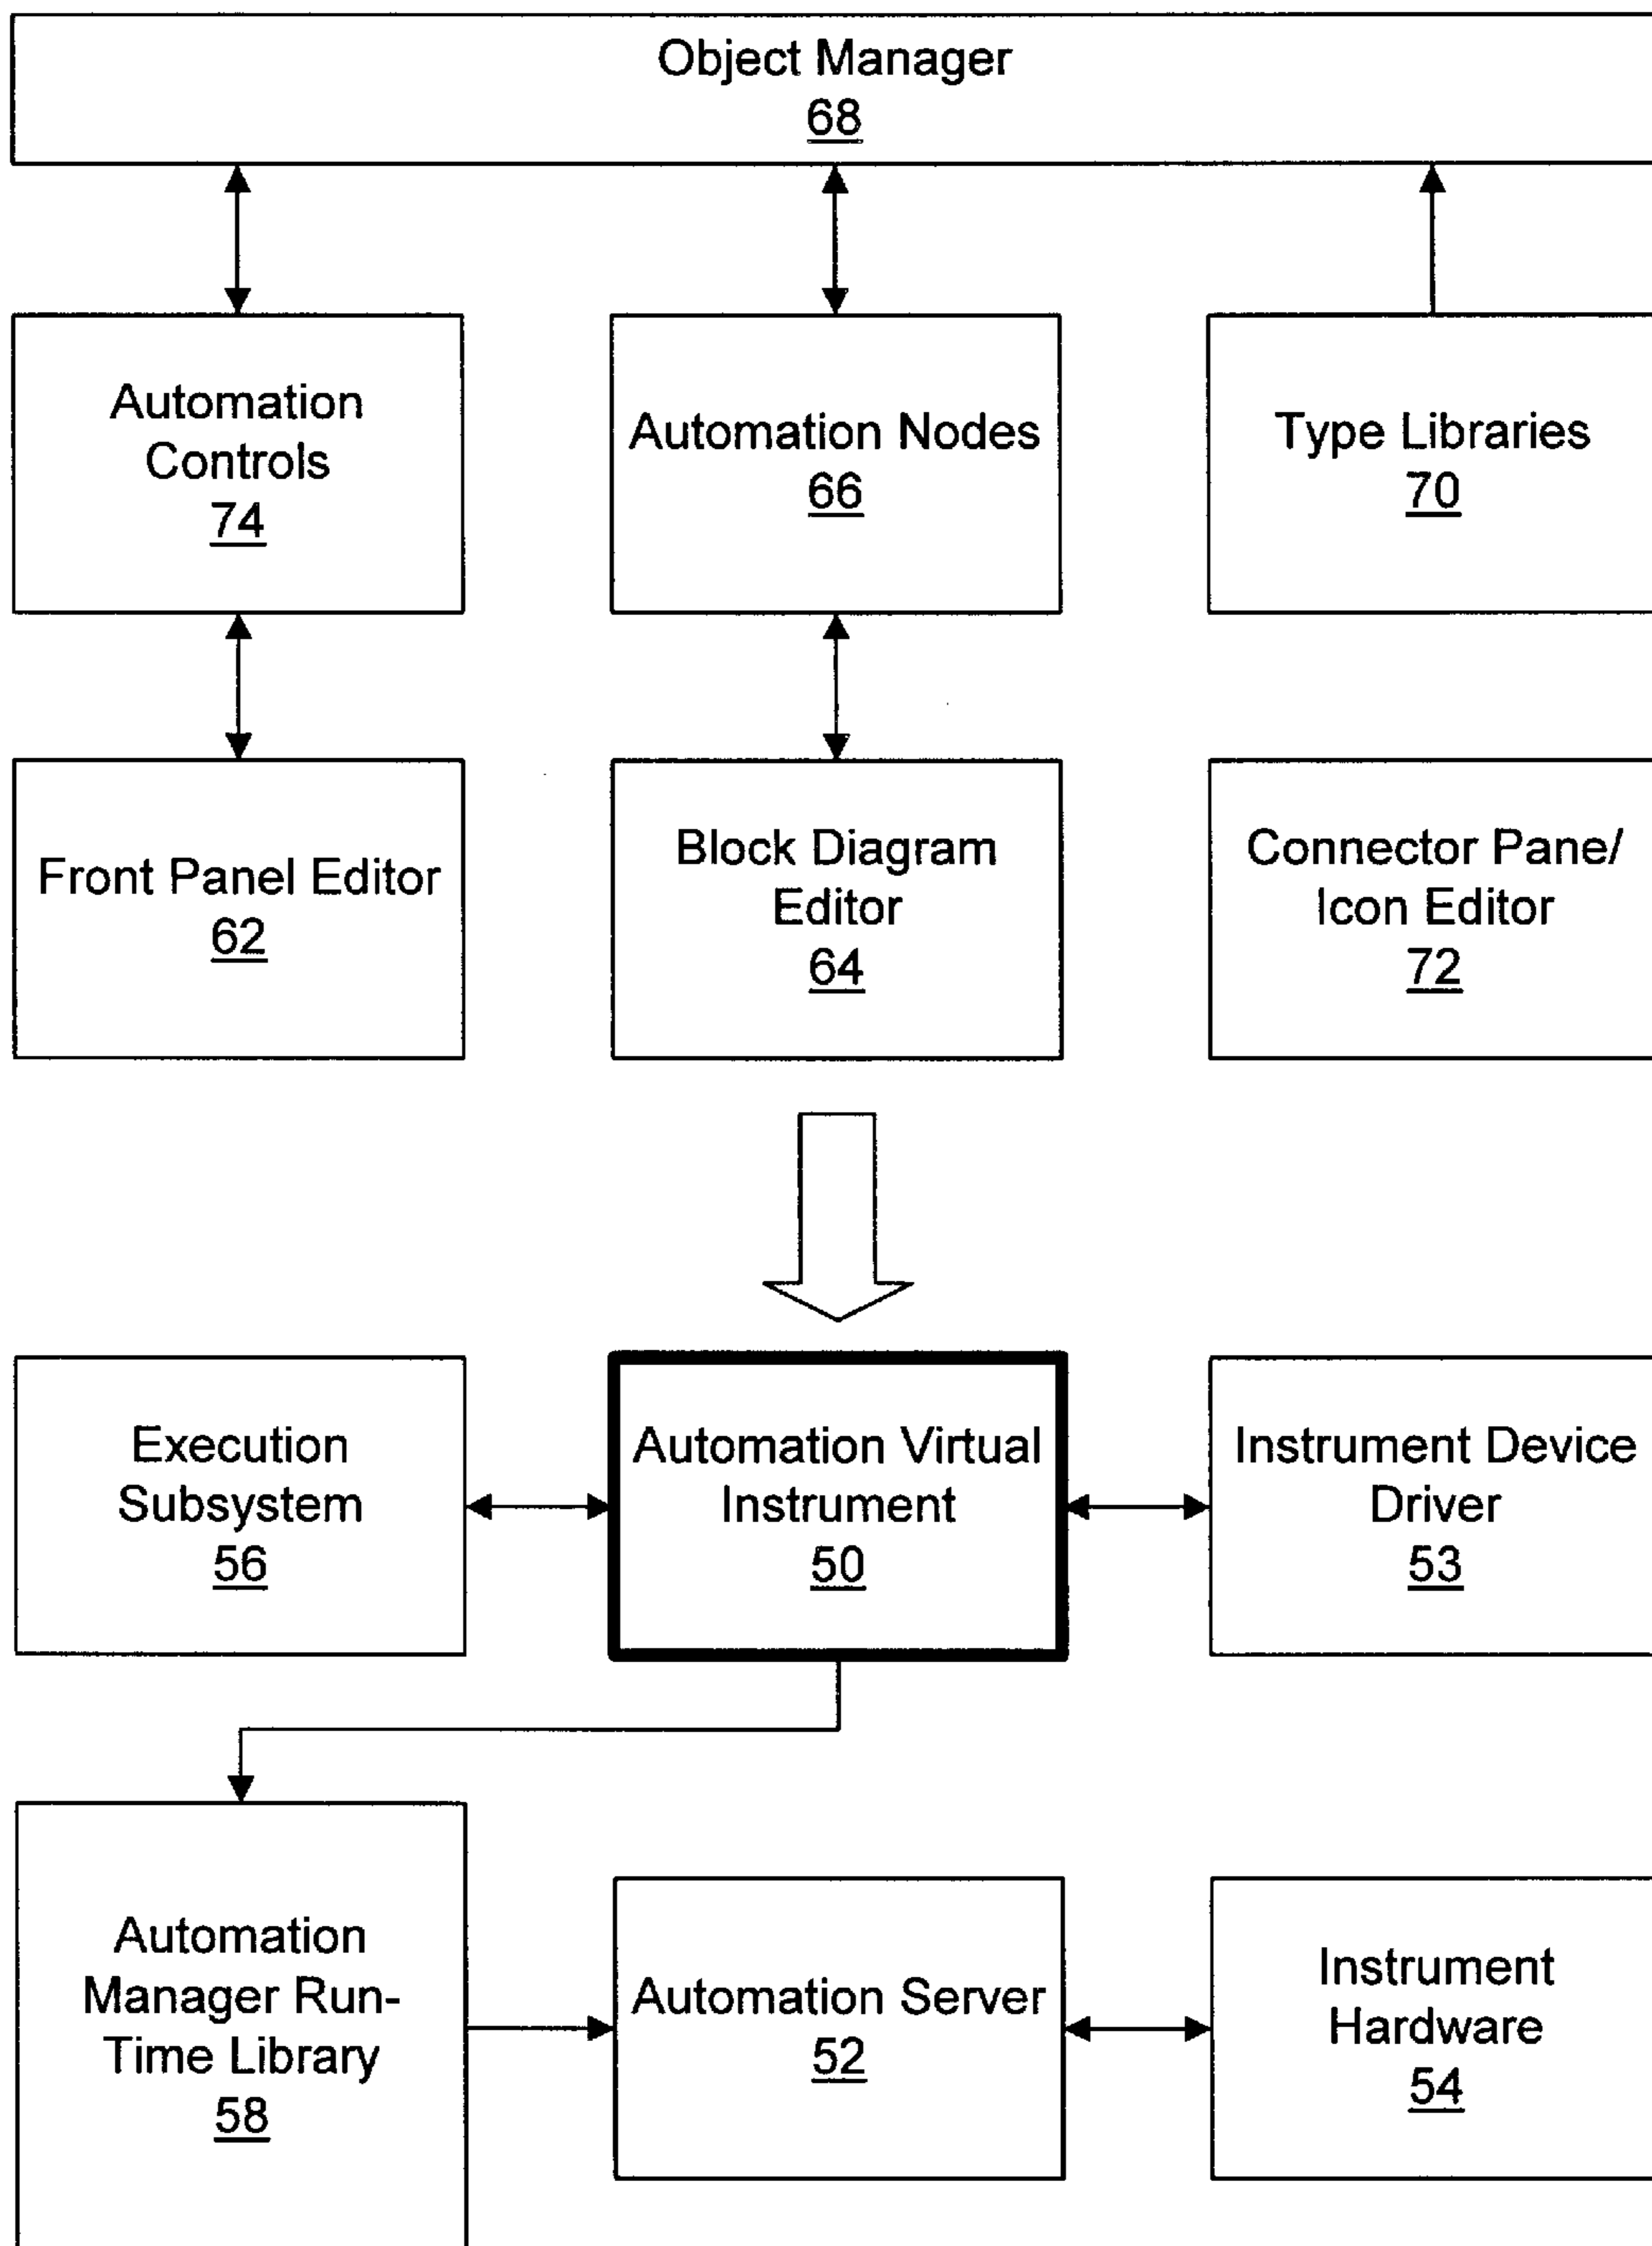 Object Manager
68
Automation
Controls
74
Automation Nodes
66
Type Libraries
70
Front Panel Editor
62
Block Diagram
Editor
64
Connector Pane/
Icon Editor
72
Execution
Subsystem
56
Automation Virtual
Instrument
50
Instrument Device
Driver
53
Automation
Manager Run-
Time Library
58
Automation Server
52
Instrument
Hardware
54